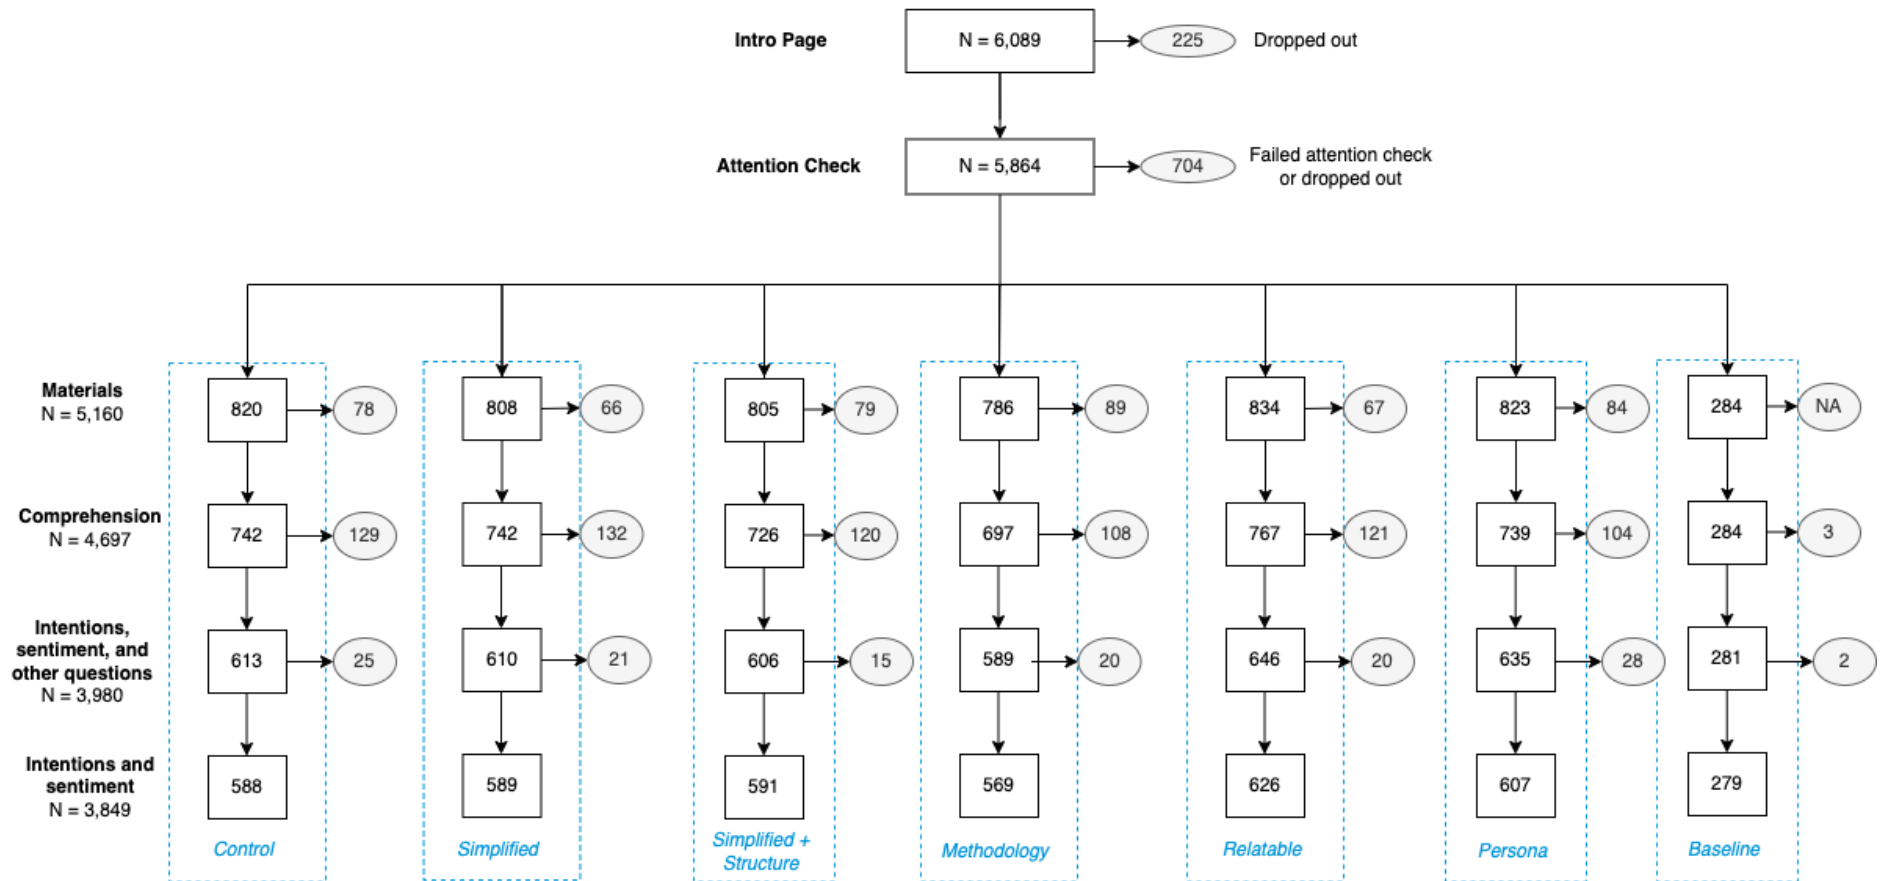 Intro Page
N = 6,089
225
Dropped out
Attention Check
N = 5,864
704
Failed attention check
or dropped out
Materials
N = 5,160
820
78
808
66
805
79
786
89
834
67
823
84
284
NA
Comprehension
N = 4,697
742
129
742
132
726
120
697
108
767
121
739
104
284
3
Intentions,
sentiment, and
other questions
N = 3,980
613
25
610
21
606
15
589
20
646
20
635
28
281
2
Intentions and
sentiment
N = 3,849
588
589
591
569
626
607
279
Control
Simplified
Simplified +
Structure
Methodology
Relatable
Persona
Baseline